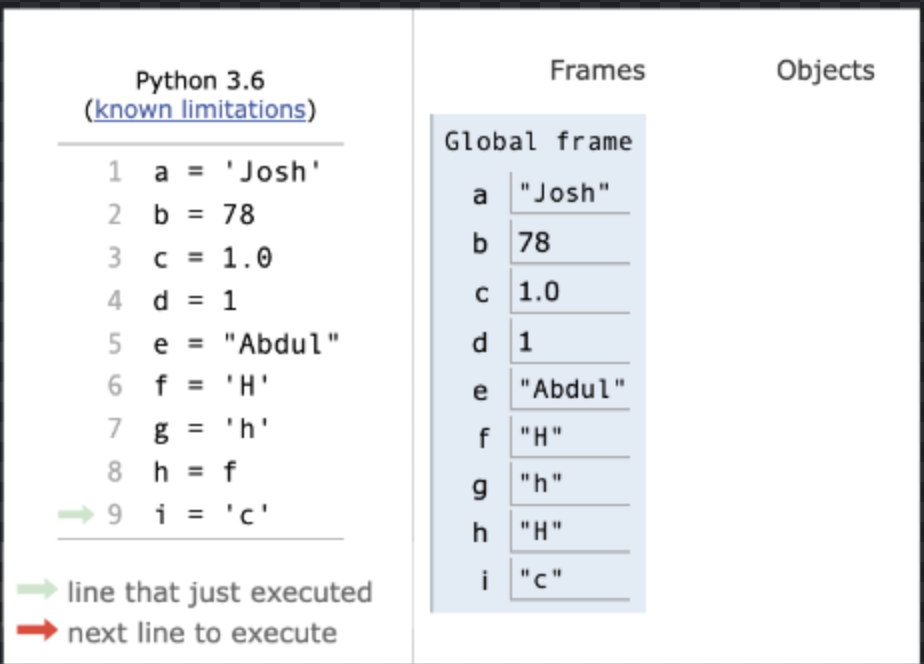 Python 3.6
(known limitations)
1 a = 'Josh'
2 b = 78
3 c = 1.0
4 d = 1
5 e = "Abdul"
6 f = 'H'
7 g = 'h'
8 h = f
9 i = 'c'
line that just executed
next line to execute
Frames Objects
Global frame
a "Josh"
b 78
c 1.0
d 1
e "Abdul"
f "H"
g "h"
h "H"
i "c"